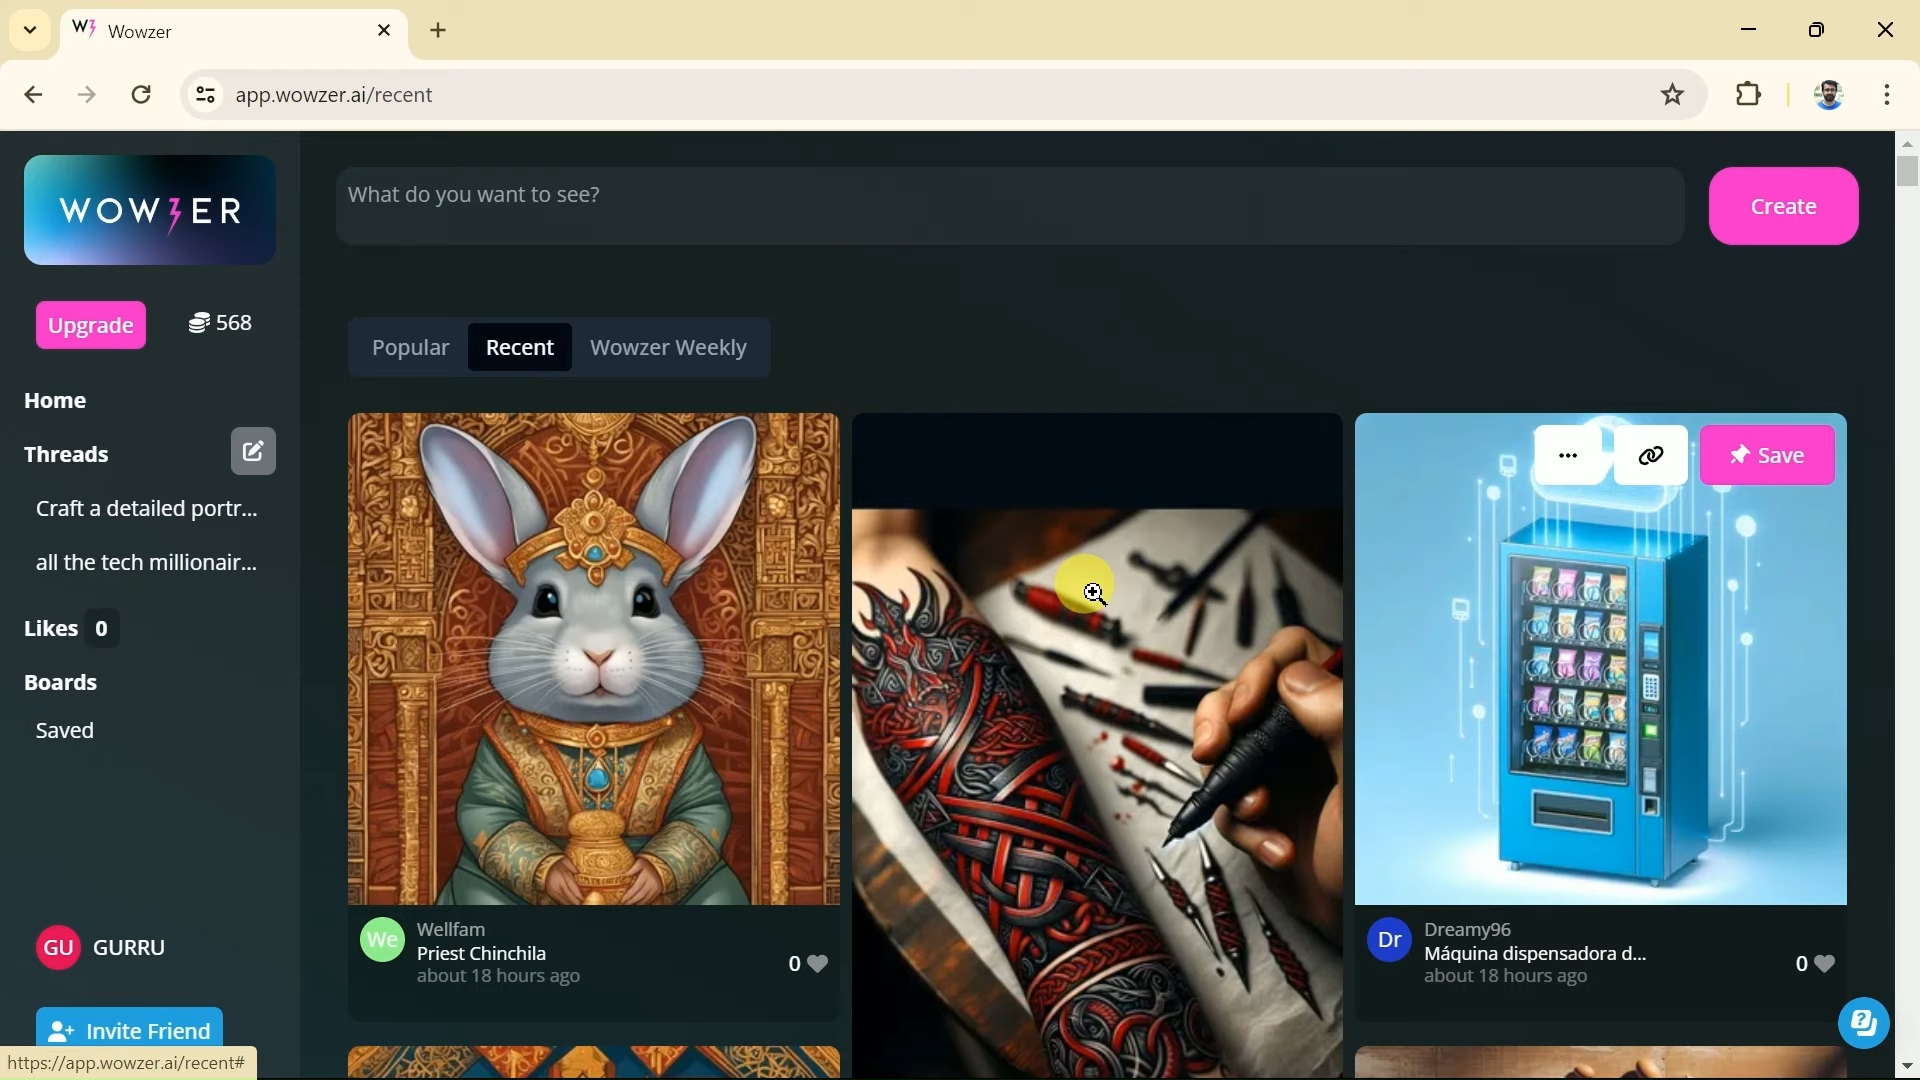 Wowzer
app.wowzer.ai/recent
WOWZER
What do you want to see?
Create
Upgrade
568
Popular
Recent
Wowzer Weekly
Home
Threads
Craft a detailed portr...
all the tech millionair...
Likes 0
Boards
Saved
Save
We
Wellfam
Priest Chinchila
about 18 hours ago
0
Dr
Dreamy96
Máquina dispensadora d...
about 18 hours ago
0
GU GURRU
Invite Friend
https://app.wowzer.ai/recent#